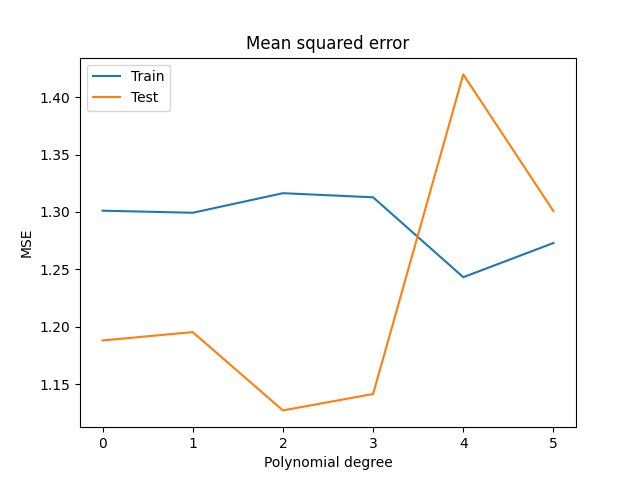 Mean squared error
Train
Test
1.40
1.35
1.30
1.25
1.20
1.15
MSE
0 1 2 3 4 5
Polynomial degree